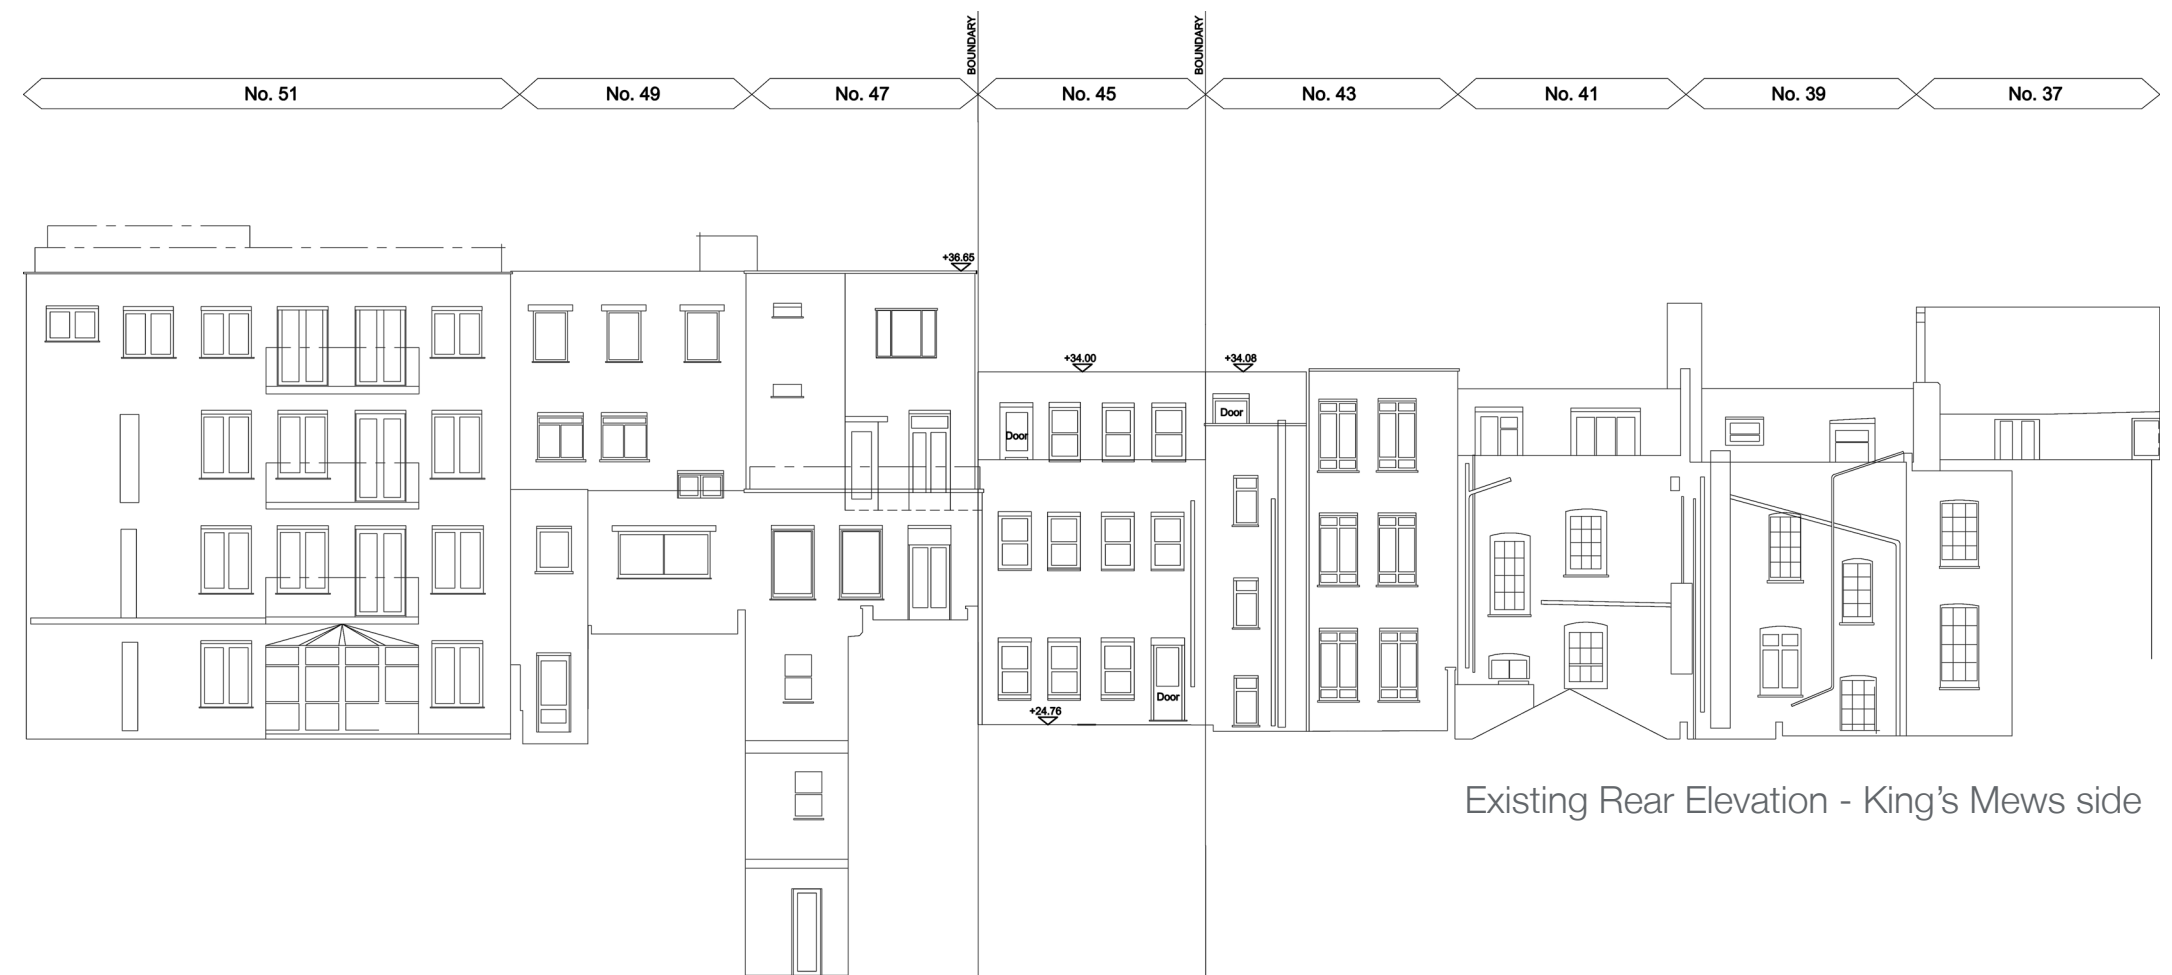 BOUNDARY
BOUNDARY
No. 51
No. 49
No. 47
No. 45
No. 43
No. 41
No. 39
No. 37
+36.65
+34.00
+34.08
Door
Door
Door
+24.76
Existing Rear Elevation - King’s Mews side